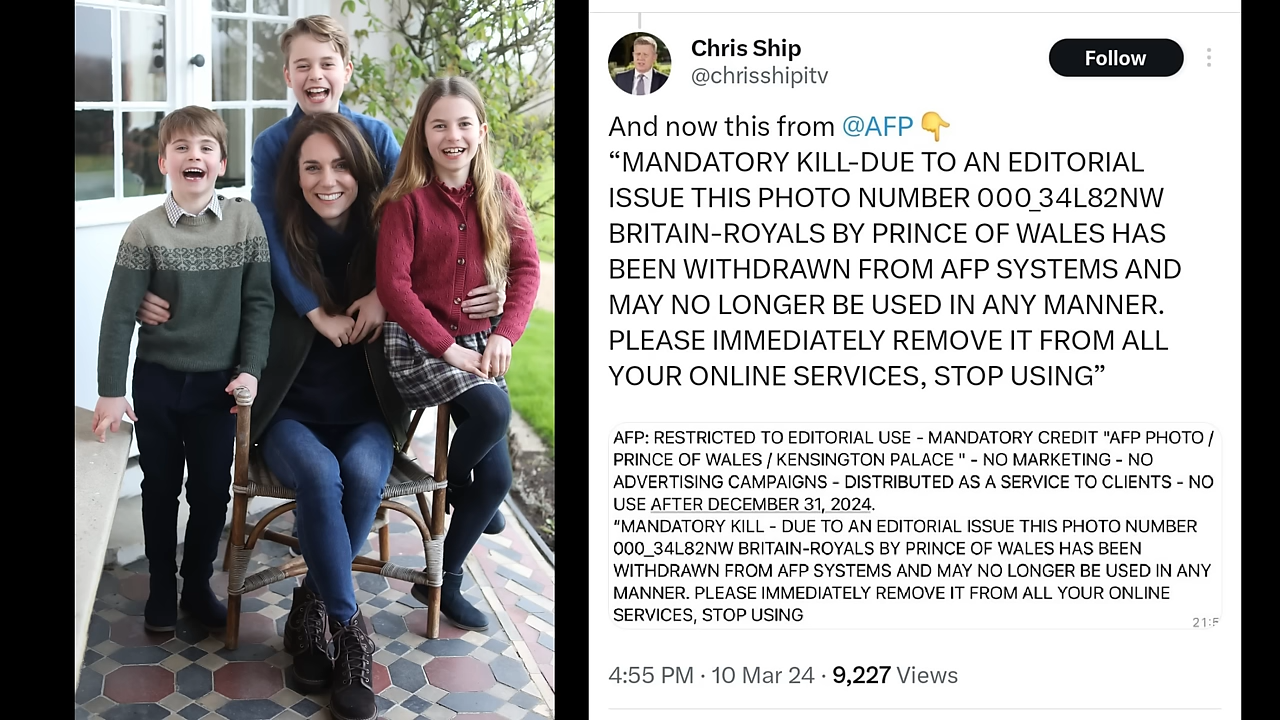 Chris Ship
@chrisshipitv
Follow
And now this from @AFP 👇
“MANDATORY KILL-DUE TO AN EDITORIAL
ISSUE THIS PHOTO NUMBER 000_34L82NW
BRITAIN-ROYALS BY PRINCE OF WALES HAS
BEEN WITHDRAWN FROM AFP SYSTEMS AND
MAY NO LONGER BE USED IN ANY MANNER.
PLEASE IMMEDIATELY REMOVE IT FROM ALL
YOUR ONLINE SERVICES, STOP USING”
AFP: RESTRICTED TO EDITORIAL USE - MANDATORY CREDIT "AFP PHOTO /
PRINCE OF WALES / KENSINGTON PALACE " - NO MARKETING - NO
ADVERTISING CAMPAIGNS - DISTRIBUTED AS A SERVICE TO CLIENTS - NO
USE AFTER DECEMBER 31, 2024.
“MANDATORY KILL - DUE TO AN EDITORIAL ISSUE THIS PHOTO NUMBER
000_34L82NW BRITAIN-ROYALS BY PRINCE OF WALES HAS BEEN
WITHDRAWN FROM AFP SYSTEMS AND MAY NO LONGER BE USED IN ANY
MANNER. PLEASE IMMEDIATELY REMOVE IT FROM ALL YOUR ONLINE
SERVICES, STOP USING
4:55 PM · 10 Mar 24 · 9,227 Views